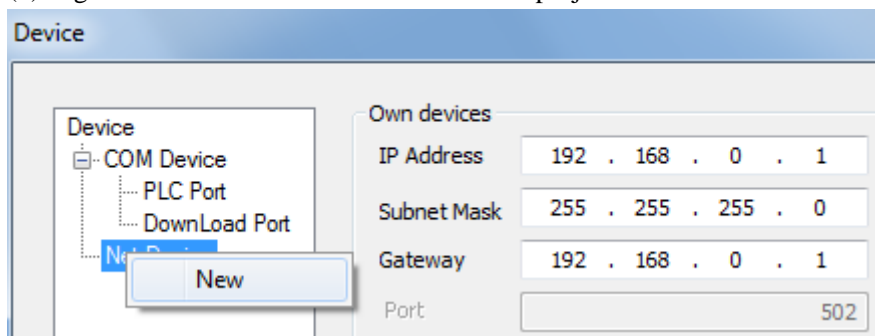 Device
Device
COM Device
PLC Port
DownLoad Port
New
Own devices
IP Address 192 . 168 . 0 . 1
Subnet Mask 255 . 255 . 255 . 0
Gateway 192 . 168 . 0 . 1
Port 502